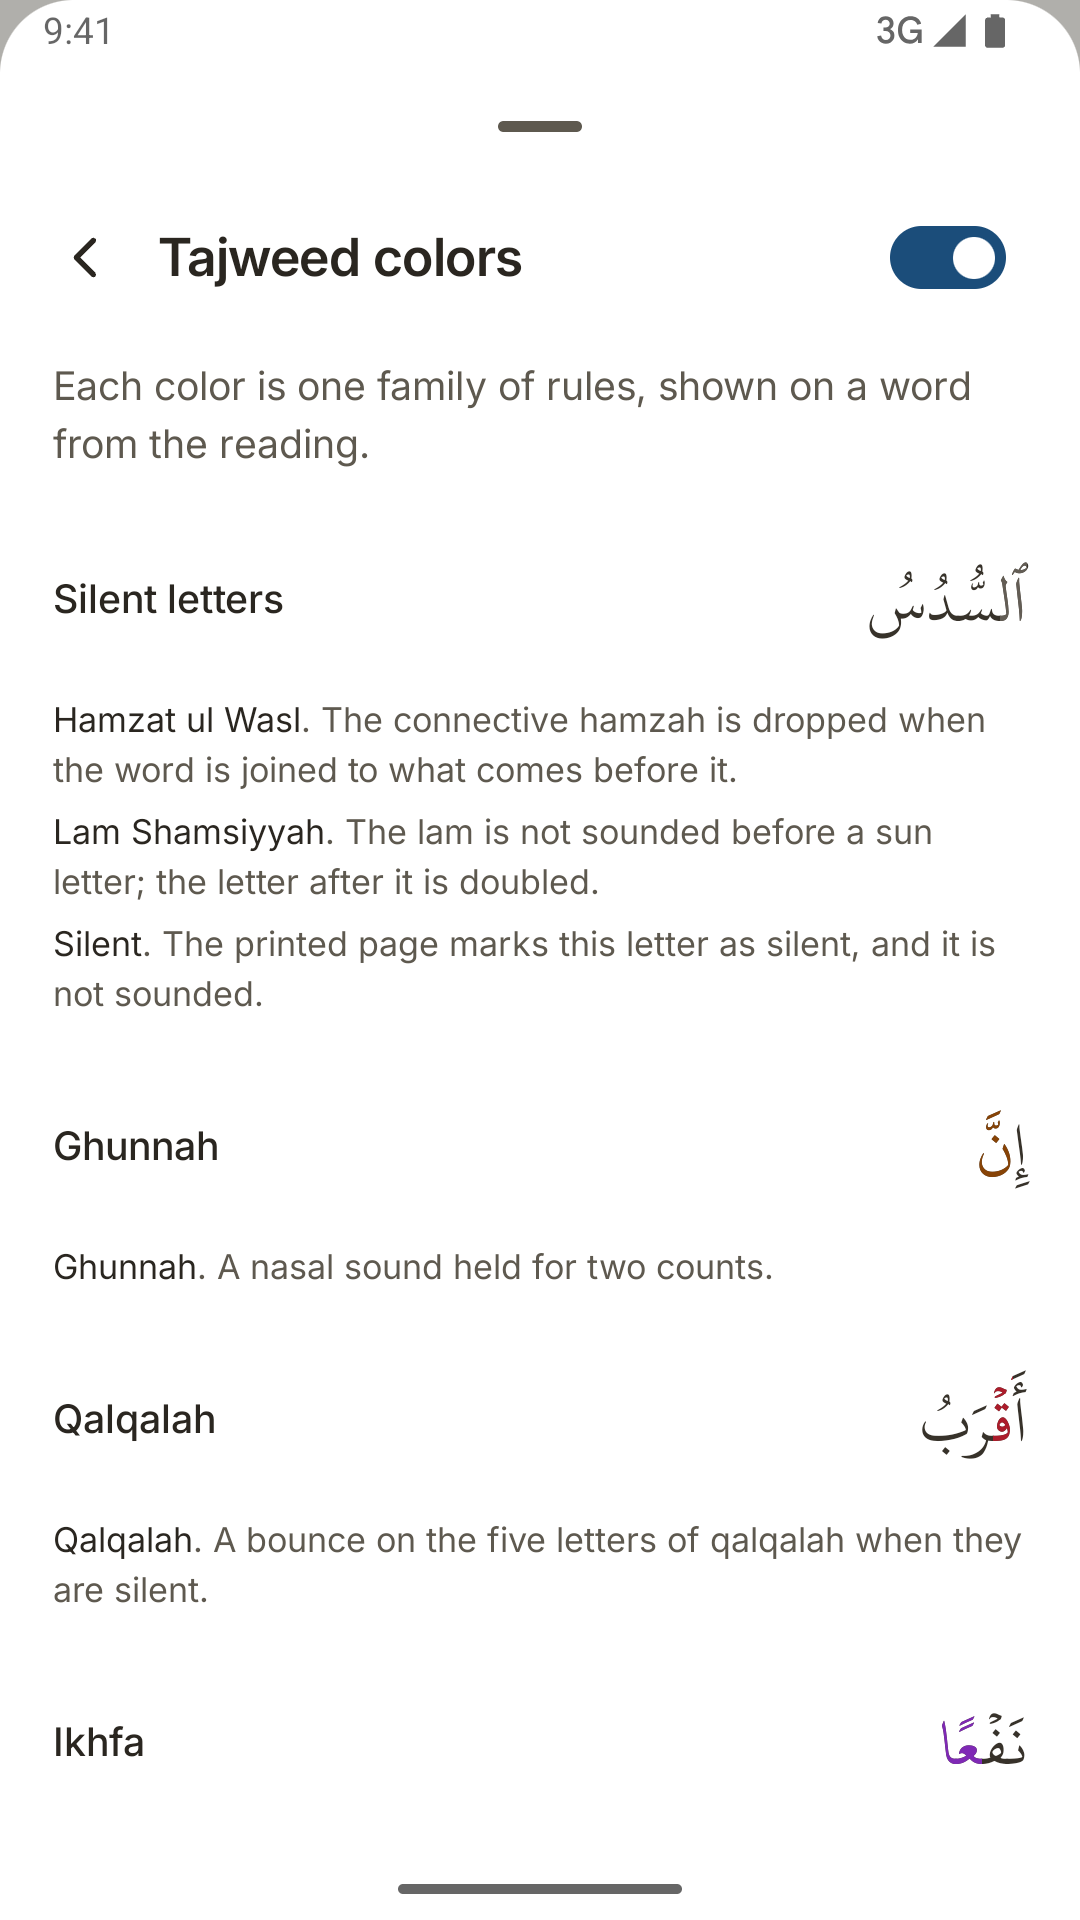 9:41
3G
Tajweed colors
Each color is one family of rules, shown on a word
from the reading.
Silent letters
ٱلسُّدُسُ
Hamzat ul Wasl. The connective hamzah is dropped when
the word is joined to what comes before it.
Lam Shamsiyyah. The lam is not sounded before a sun
letter; the letter after it is doubled.
Silent. The printed page marks this letter as silent, and it is
not sounded.
Ghunnah
إِنَّ
Ghunnah. A nasal sound held for two counts.
Qalqalah
أَقۡرَبُ
Qalqalah. A bounce on the five letters of qalqalah when they
are silent.
Ikhfa
نَفۡعًا